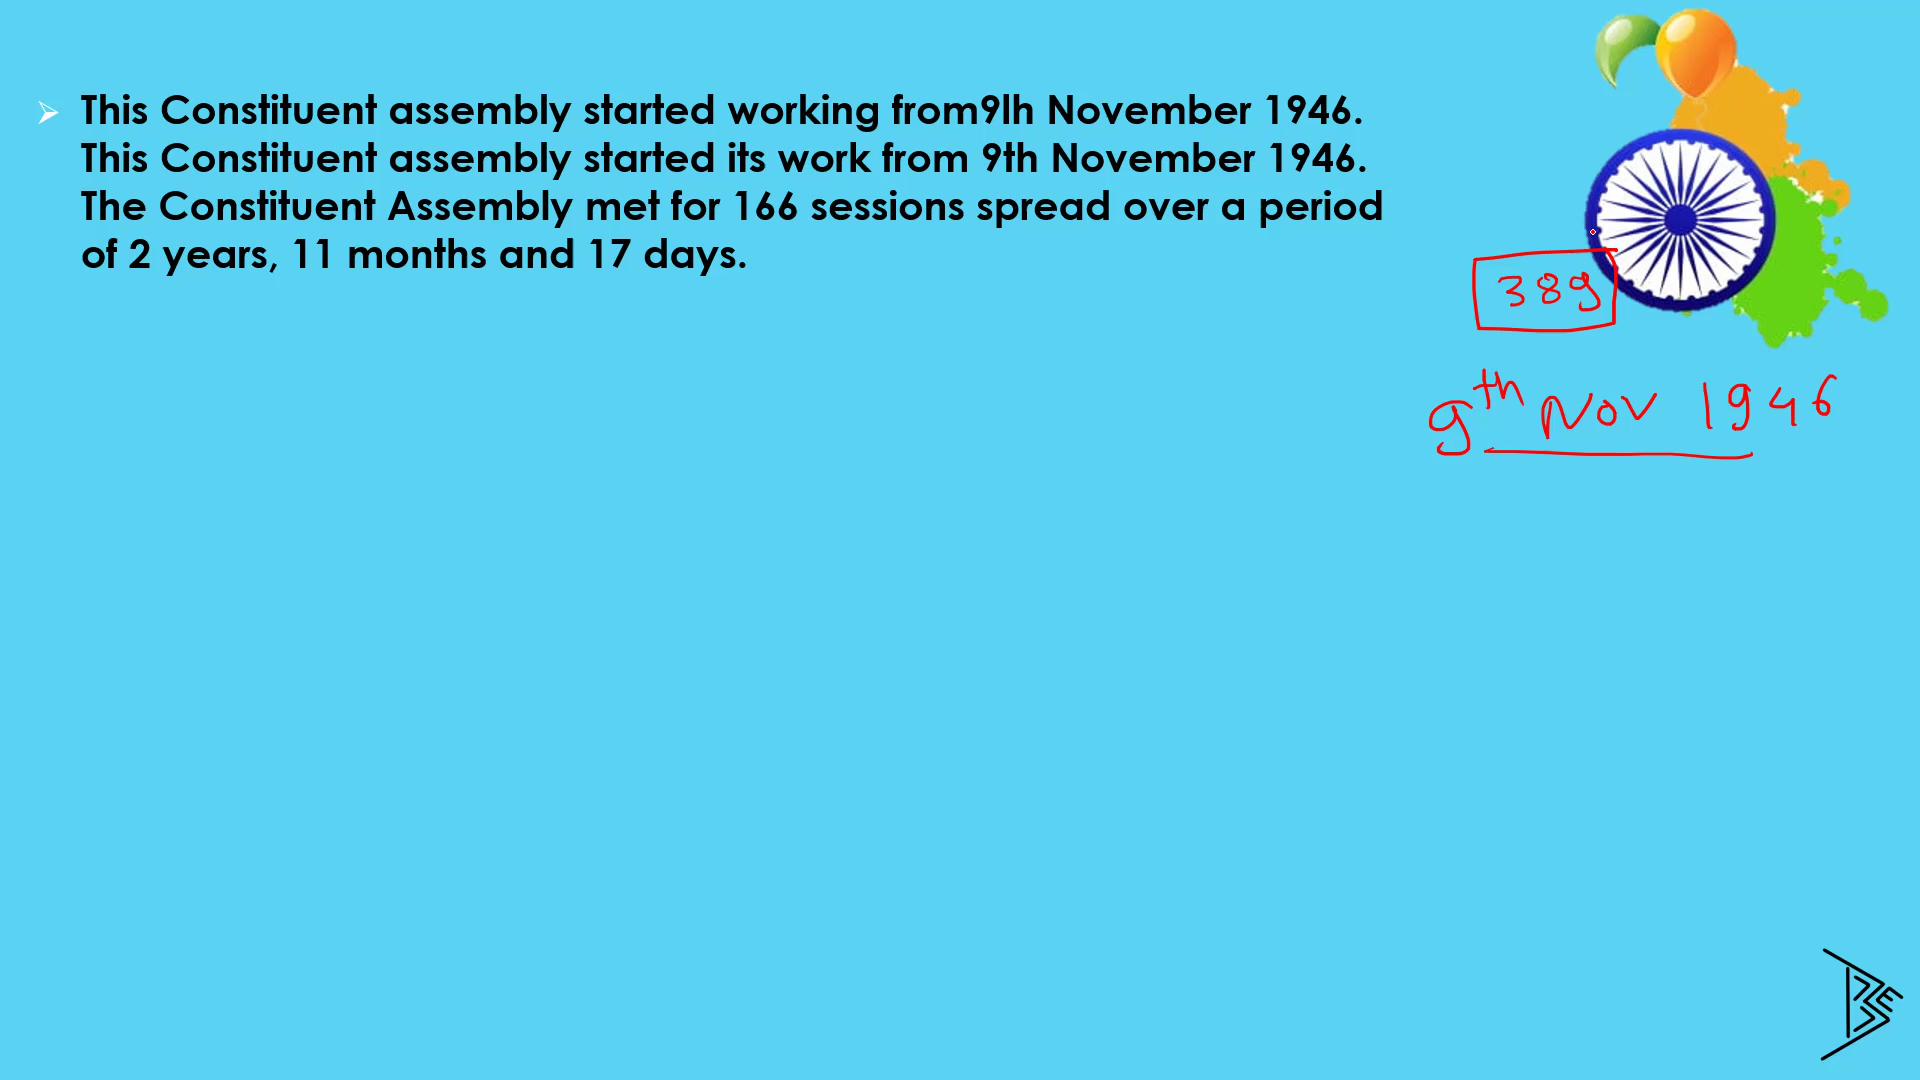 This Constituent assembly started working from9lh November 1946.
This Constituent assembly started its work from 9th November 1946.
The Constituent Assembly met for 166 sessions spread over a period
of 2 years, 11 months and 17 days.
389
9th Nov 1946